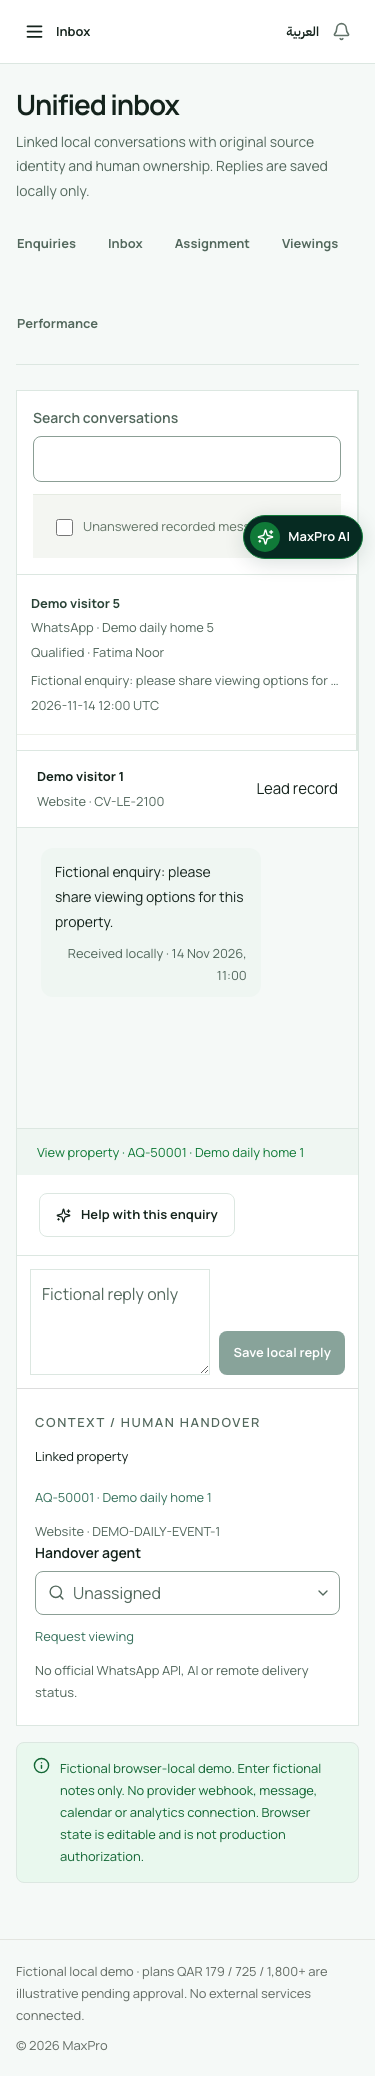 Inbox
العربية
Unified inbox
Linked local conversations with original source
identity and human ownership. Replies are saved
locally only.
Enquiries
Inbox
Assignment
Viewings
Performance
Search conversations
Unanswered recorded
MaxPro AI
Demo visitor 5
WhatsApp · Demo daily home 5
Qualified · Fatima Noor
Fictional enquiry: please share viewing options for ...
2026-11-14 12:00 UTC
Demo visitor 1
Website · CV-LE-2100
Lead record
Fictional enquiry: please
share viewing options for this
property.
Received locally · 14 Nov 2026,
11:00
View property · AQ-50001 · Demo daily home 1
Help with this enquiry
Fictional reply only
Save local reply
CONTEXT / HUMAN HANDOVER
Linked property
AQ-50001 · Demo daily home 1
Website · DEMO-DAILY-EVENT-1
Handover agent
Unassigned
Request viewing
No official WhatsApp API, AI or remote delivery
status.
Fictional browser-local demo. Enter fictional
notes only. No provider webhook, message,
calendar or analytics connection. Browser
state is editable and is not production
authorization.
Fictional local demo · plans QAR 179 / 725 / 1,800+ are
illustrative pending approval. No external services
connected.
© 2026 MaxPro